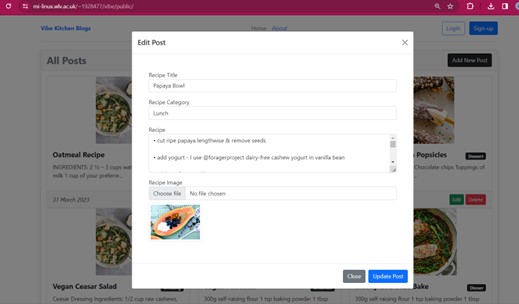 mi-linux.wlv.ac.uk/~1928477/vibe/public/
Vibe Kitchen Blogs
Home About
Login Sign-up
All Posts
Add New Post
Edit Post
Recipe Title
Papaya Bowl
Recipe Category
Lunch
Recipe
• cut ripe papaya lengthwise & remove seeds
• add yogurt - I use @foragerproject dairy-free cashew yogurt in vanilla bean
Recipe Image
Choose file No file chosen
Close Update Post
Oatmeal Recipe
INGREDIENTS: 2 ½ – 3 cups wa
milk 1 cup of your preferre...
31 March 2023
Popsicles Dessert
Chocolate chips Toppings of
Edit Delete
Vegan Caesar Salad
Caesar Dressing Ingredients: 1/2 cup raw cashews,
300g self-raising flour 1 tsp baking powder 1 tbsp
Bake Dinner
300g self-raising flour 1 tsp baking powder 1 tbsp